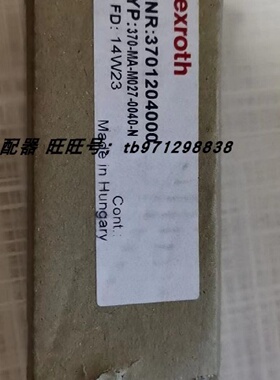 exroth
NR:3701204000
YP:370-MA-M027-0040-N
FD: 14W23
Cont.:
Made in Hungary
配器 旺旺号: tb971298838